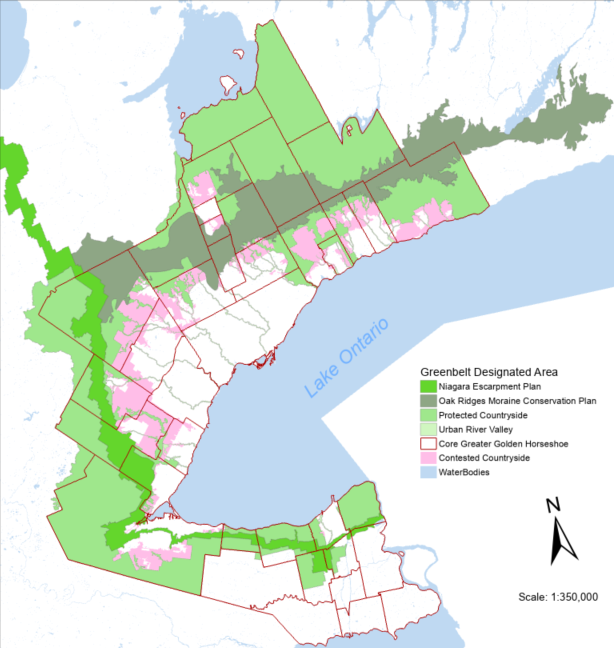 Lake Ontario
Greenbelt Designated Area
Niagara Escarpment Plan
Oak Ridges Moraine Conservation Plan
Protected Countryside
Urban River Valley
Core Greater Golden Horseshoe
Contested Countryside
WaterBodies
N
Scale: 1:350,000